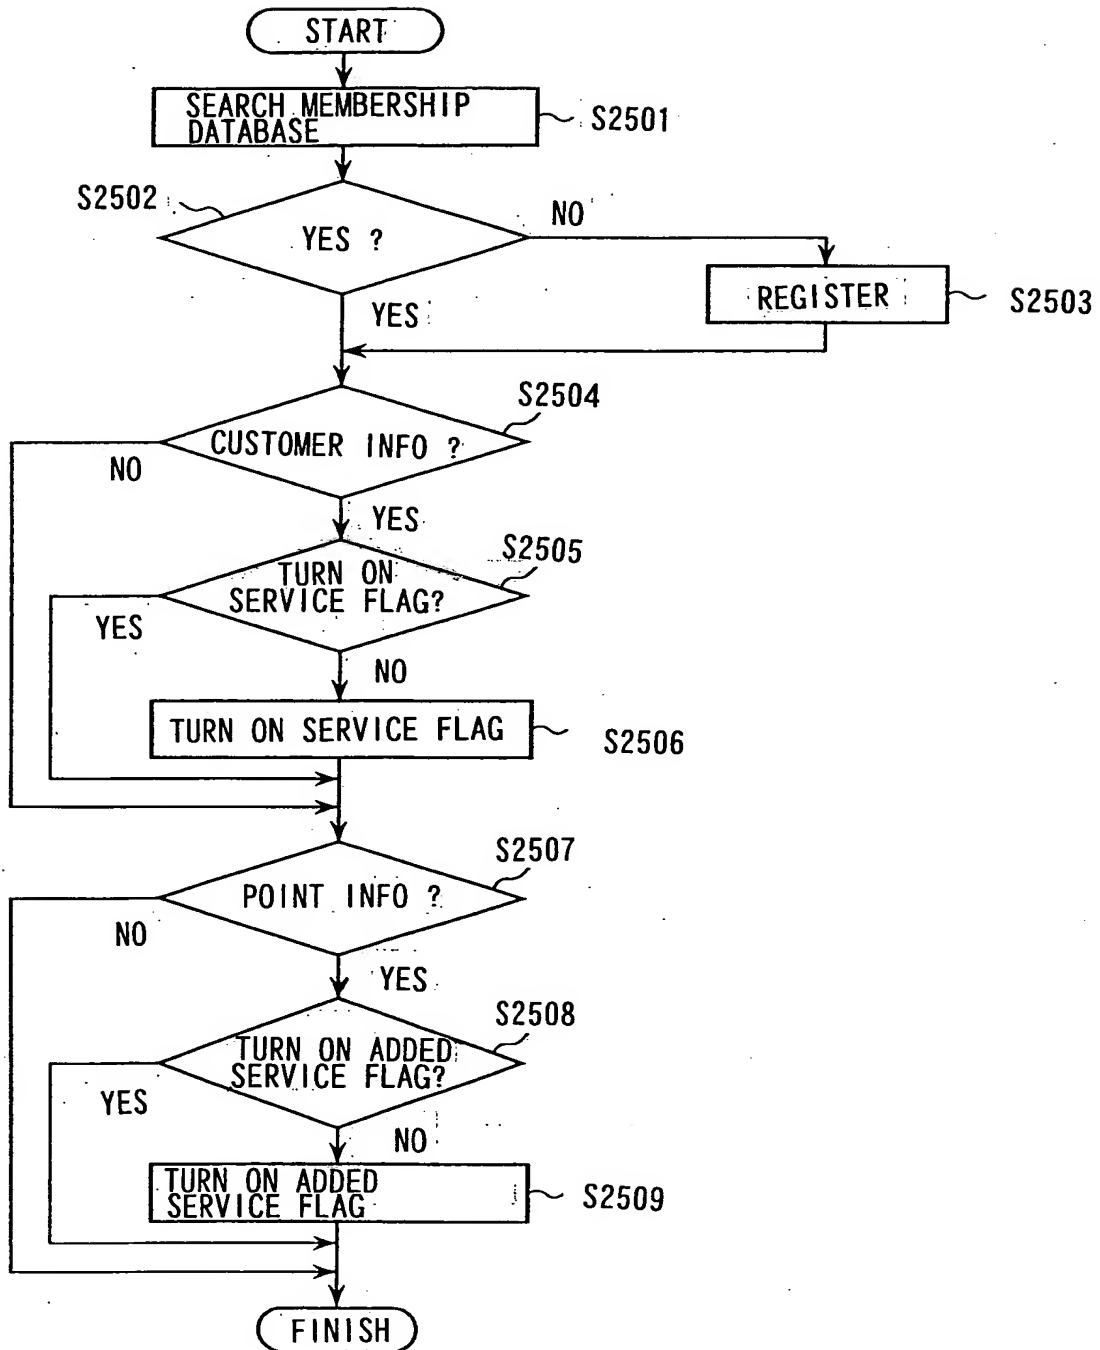 START
SEARCH MEMBERSHIP
DATABASE
S2501
S2502
YES ?
NO
YES
REGISTER
S2503
S2504
CUSTOMER INFO ?
NO
YES
S2505
TURN ON
SERVICE FLAG?
YES
NO
TURN ON SERVICE FLAG
S2506
S2507
POINT INFO ?
NO
YES
S2508
TURN ON ADDED
SERVICE FLAG?
YES
NO
TURN ON ADDED
SERVICE FLAG
S2509
FINISH